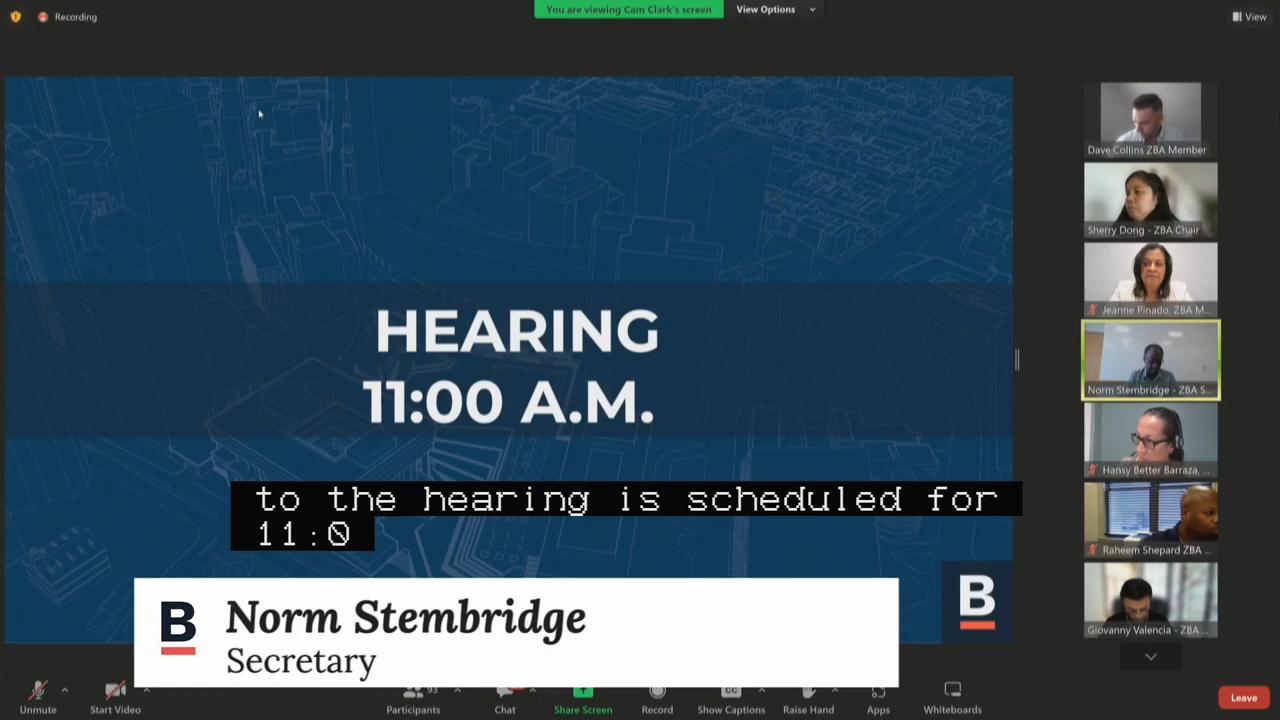 Recording
You are viewing Cam Clark's screen
View Options
View
HEARING
11:00 A.M.
to the hearing is scheduled for
11:0
B
Norm Stembridge
Secretary
B
Dave Collins ZBA Member
Sherry Dong - ZBA Chair
Jeanne Pinado, ZBA M...
Norm Stembridge - ZBA S...
Hansy Better Barraza, ...
Raheem Shepard ZBA ...
Giovanny Valencia - ZBA ...
Unmute
Start Video
93
Participants
Chat
Share Screen
Record
CC
Show Captions
Raise Hand
Apps
Whiteboards
Leave